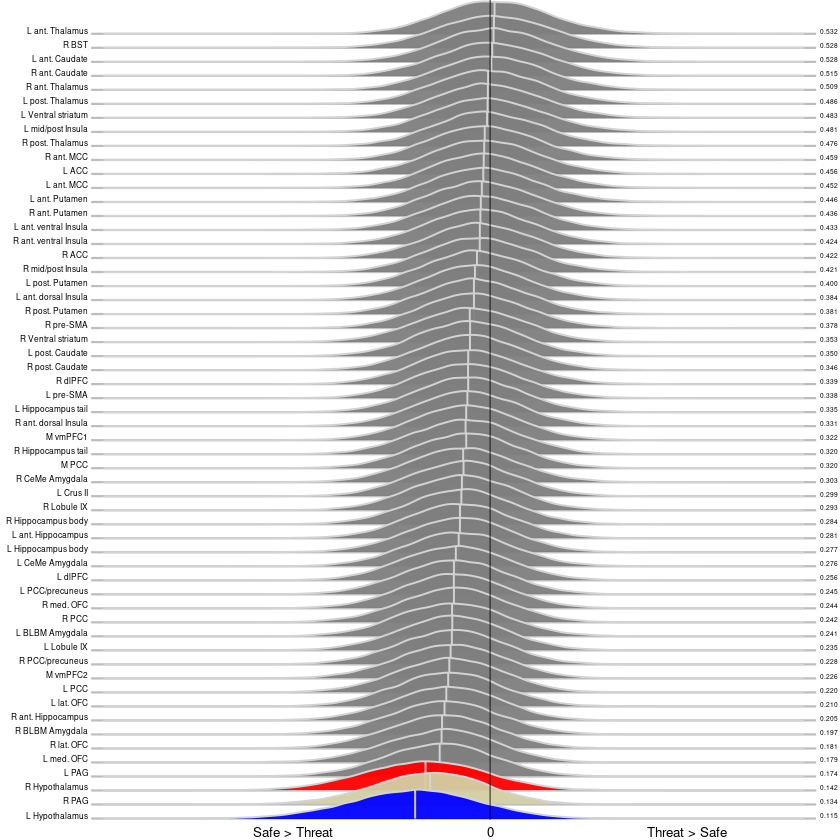 L ant. Thalamus 0.532
R BST 0.528
L ant. Caudate 0.528
R ant. Caudate 0.515
R ant. Thalamus 0.509
L post. Thalamus 0.486
L Ventral striatum 0.483
L mid/post Insula 0.481
R post. Thalamus 0.476
R ant. MCC 0.459
L ACC 0.456
L ant. MCC 0.452
L ant. Putamen 0.446
R ant. Putamen 0.436
L ant. ventral Insula 0.433
R ant. ventral Insula 0.424
R ACC 0.422
R mid/post Insula 0.421
L post. Putamen 0.400
L ant. dorsal Insula 0.384
R post. Putamen 0.381
R pre-SMA 0.378
R Ventral striatum 0.353
L post. Caudate 0.350
R post. Caudate 0.346
R dlPFC 0.339
L pre-SMA 0.338
L Hippocampus tail 0.335
R ant. dorsal Insula 0.331
M vmPFC1 0.322
R Hippocampus tail 0.320
M PCC 0.320
R CeMe Amygdala 0.303
L Crus II 0.299
R Lobule IX 0.293
R Hippocampus body 0.284
L ant. Hippocampus 0.281
L Hippocampus body 0.277
L CeMe Amygdala 0.276
L dlPFC 0.256
L PCC/precuneus 0.245
R med. OFC 0.244
R PCC 0.242
L BLBM Amygdala 0.241
L Lobule IX 0.235
R PCC/precuneus 0.228
M vmPFC2 0.226
L PCC 0.220
L lat. OFC 0.210
R ant. Hippocampus 0.205
R BLBM Amygdala 0.197
R lat. OFC 0.181
L med. OFC 0.179
L PAG 0.174
R Hypothalamus 0.142
R PAG 0.134
L Hypothalamus 0.115
Safe > Threat 0 Threat > Safe